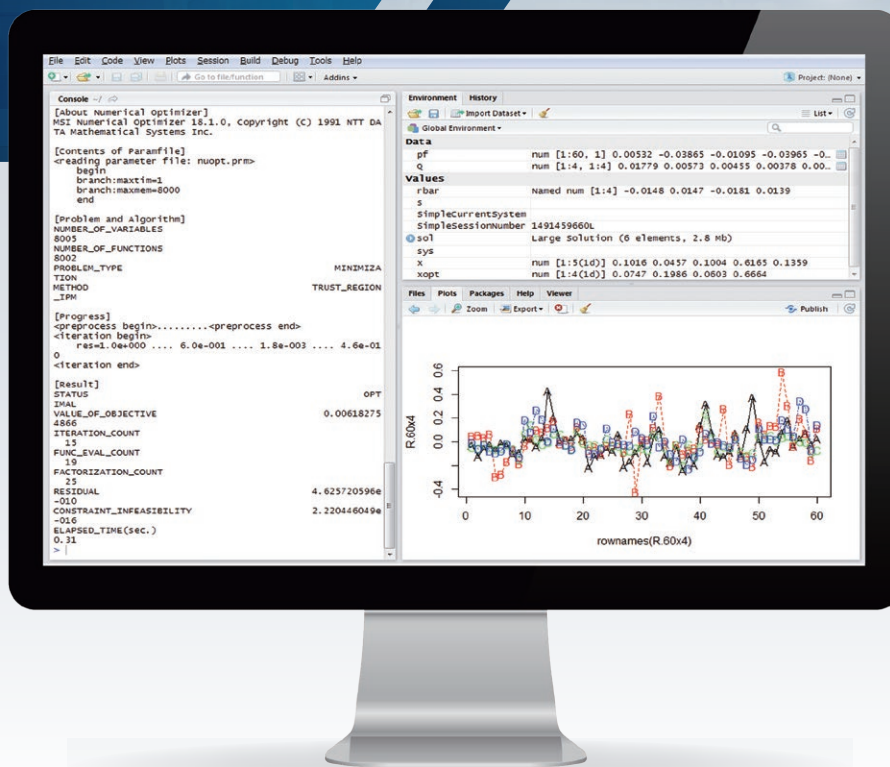 File Edit Code View Plots Session Build Debug Tools Help
Go to file/function Addins Project: (None)
Console ~/
[About Numerical Optimizer]
MSI Numerical Optimizer 18.1.0, Copyright (C) 1991 NTT DA
TA Mathematical Systems Inc.
[Contents of Paramfile]
<reading parameter file: nuopt.prm>
begin
branch:maxtim=1
branch:maxmem=8000
end
[Problem and Algorithm]
NUMBER_OF_VARIABLES
8005
NUMBER_OF_FUNCTIONS
8002
PROBLEM_TYPE MINIMIZA
TION
METHOD TRUST_REGION
_IPM
[Progress]
<preprocess begin>.........<preprocess end>
<iteration begin>
res=1.0e+000 .... 6.0e-001 .... 1.8e-003 .... 4.6e-01
0
<iteration end>
[Result]
STATUS OPT
IMAL
VALUE_OF_OBJECTIVE 0.00618275
4866
ITERATION_COUNT
15
FUNC_EVAL_COUNT
19
FACTORIZATION_COUNT
25
RESIDUAL 4.625720596e
-010
CONSTRAINT_INFEASIBILITY 2.220446049e
-016
ELAPSED_TIME(sec.)
0.31
> |
Environment History
Import Dataset List
Global Environment
Data
pf num [1:60, 1] 0.00532 -0.03865 -0.01095 -0.03965 -0…
Q num [1:4, 1:4] 0.01779 0.00573 0.00455 0.00378 0.00…
Values
rbar Named num [1:4] -0.0148 0.0147 -0.0181 0.0139
s
SimpleCurrentSystem
SimpleSessionNumber 1491459660L
sol Large Solution (6 elements, 2.8 Mb)
sys
x num [1:5(1d)] 0.1016 0.0457 0.1004 0.6165 0.1359
xopt num [1:4(1d)] 0.0747 0.1986 0.0603 0.6664
Files Plots Packages Help Viewer
Zoom Export Publish
R.60x4
0.6
0.4
0.2
0.0
-0.4
0 10 20 30 40 50 60
rownames(R.60x4)